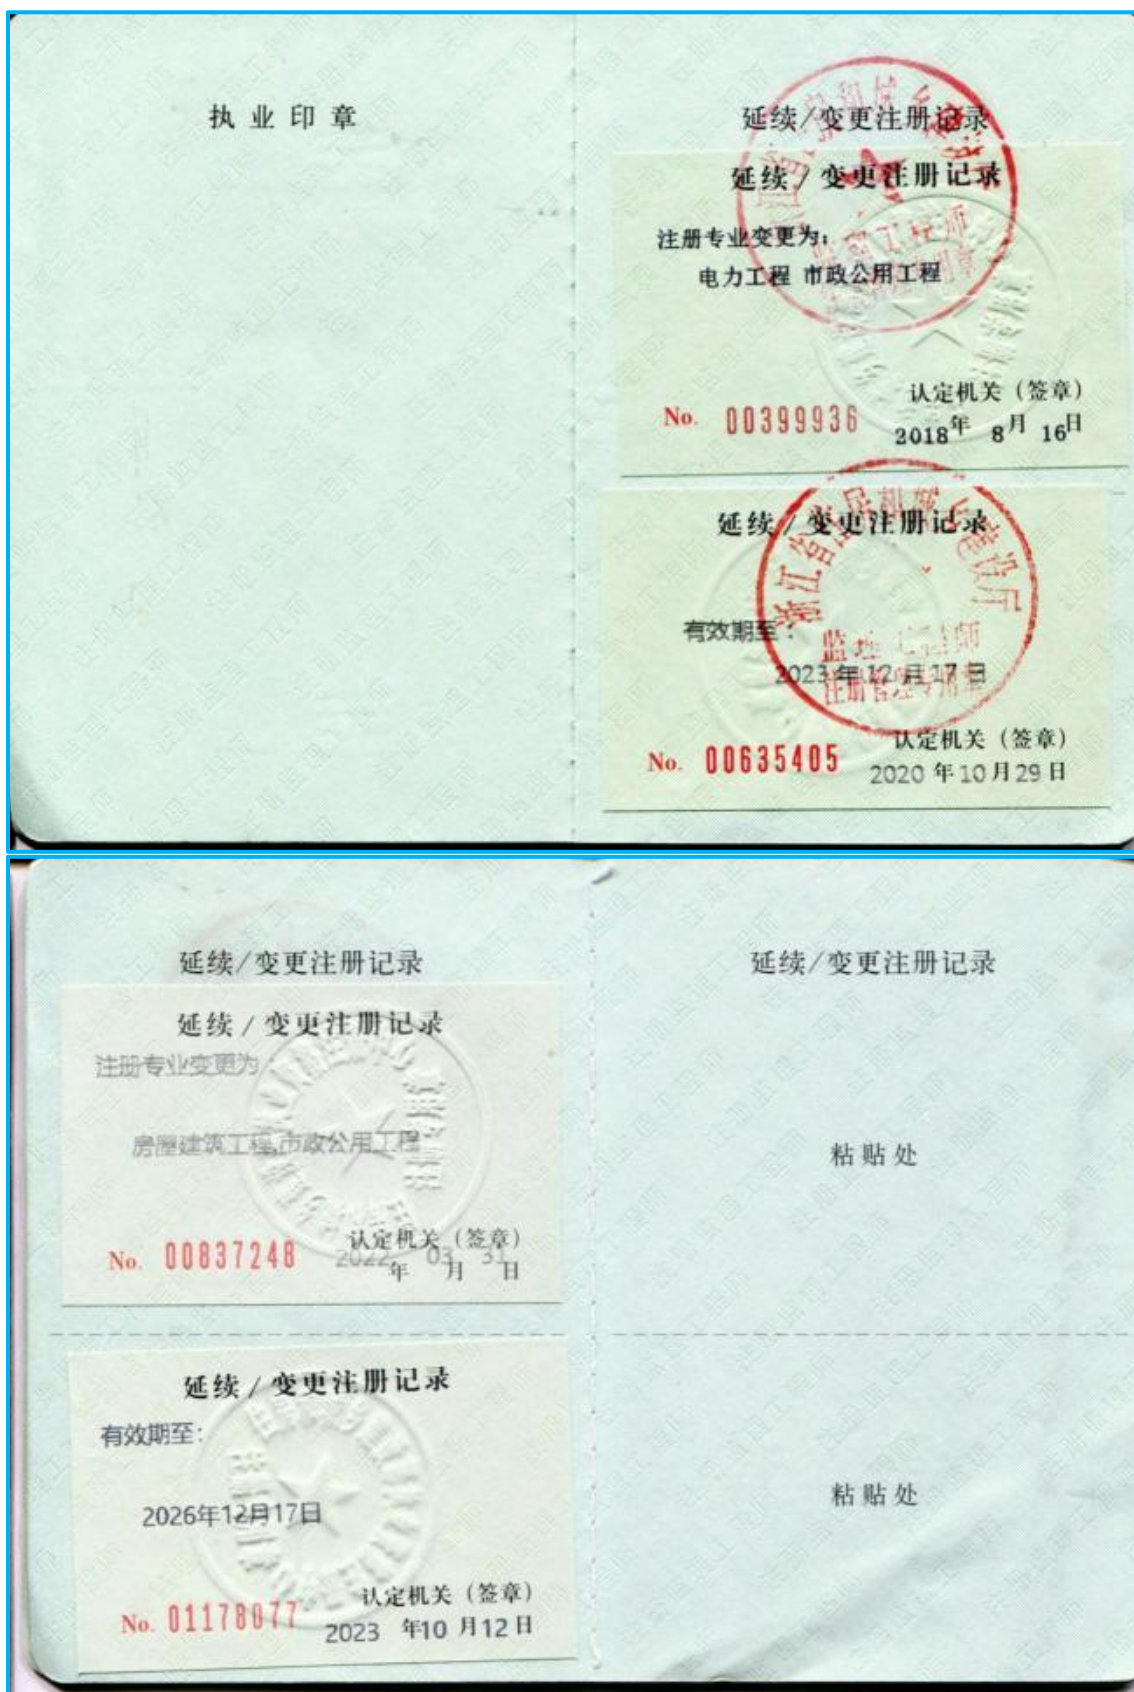 执业印章
延续/变更注册记录
延续/变更注册记录
注册专业变更为:
电力工程 市政公用工程
认定机关（签章）
No. 00399936
2018年 8月 16日
延续/变更注册记录
浙江省住房和城乡建设厅
有效期至:
监理工程师
2023年12月17日
注册管理专用章
认定机关（签章）
No. 00635405
2020年10月29日
延续/变更注册记录
延续/变更注册记录
注册专业变更为
房屋建筑工程,市政公用工程
认定机关（签章）
No. 00837248
2022年 03月 31日
延续/变更注册记录
有效期至:
2026年12月17日
认定机关（签章）
No. 01178077
2023年10月12日
延续/变更注册记录
粘贴处
粘贴处